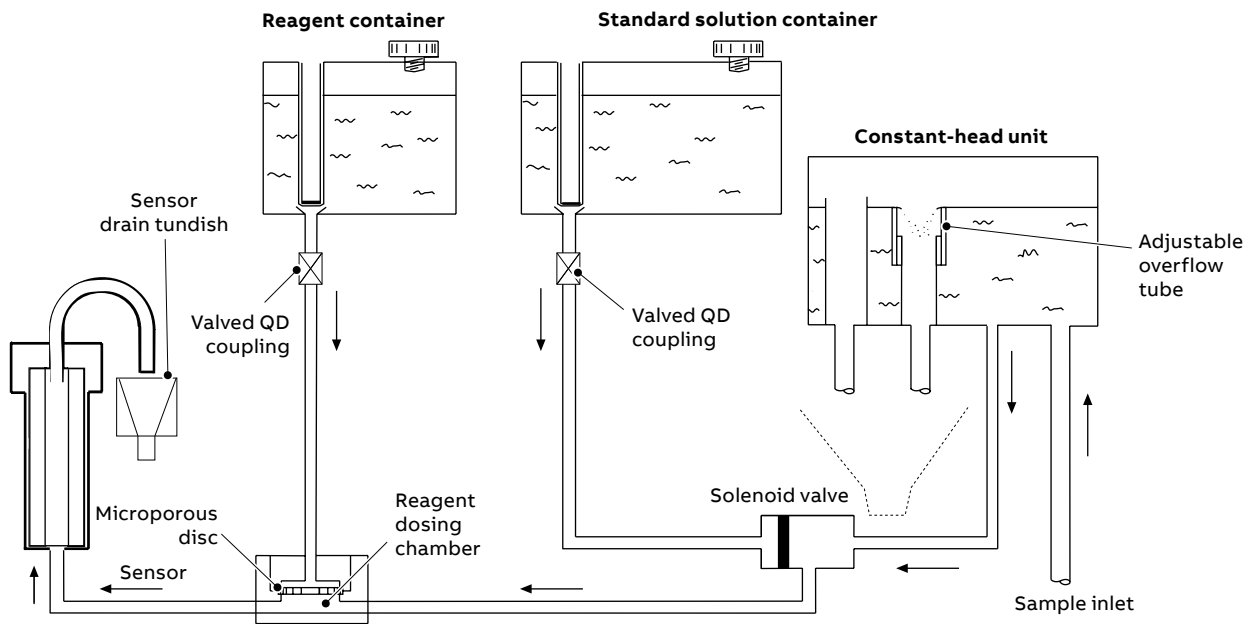 Reagent container
Standard solution container
Constant-head unit
Sensor
drain tundish
Adjustable
overflow
tube
Valved QD
coupling
Valved QD
coupling
Solenoid valve
Reagent
dosing
chamber
Microporous
disc
Sensor
Sample inlet